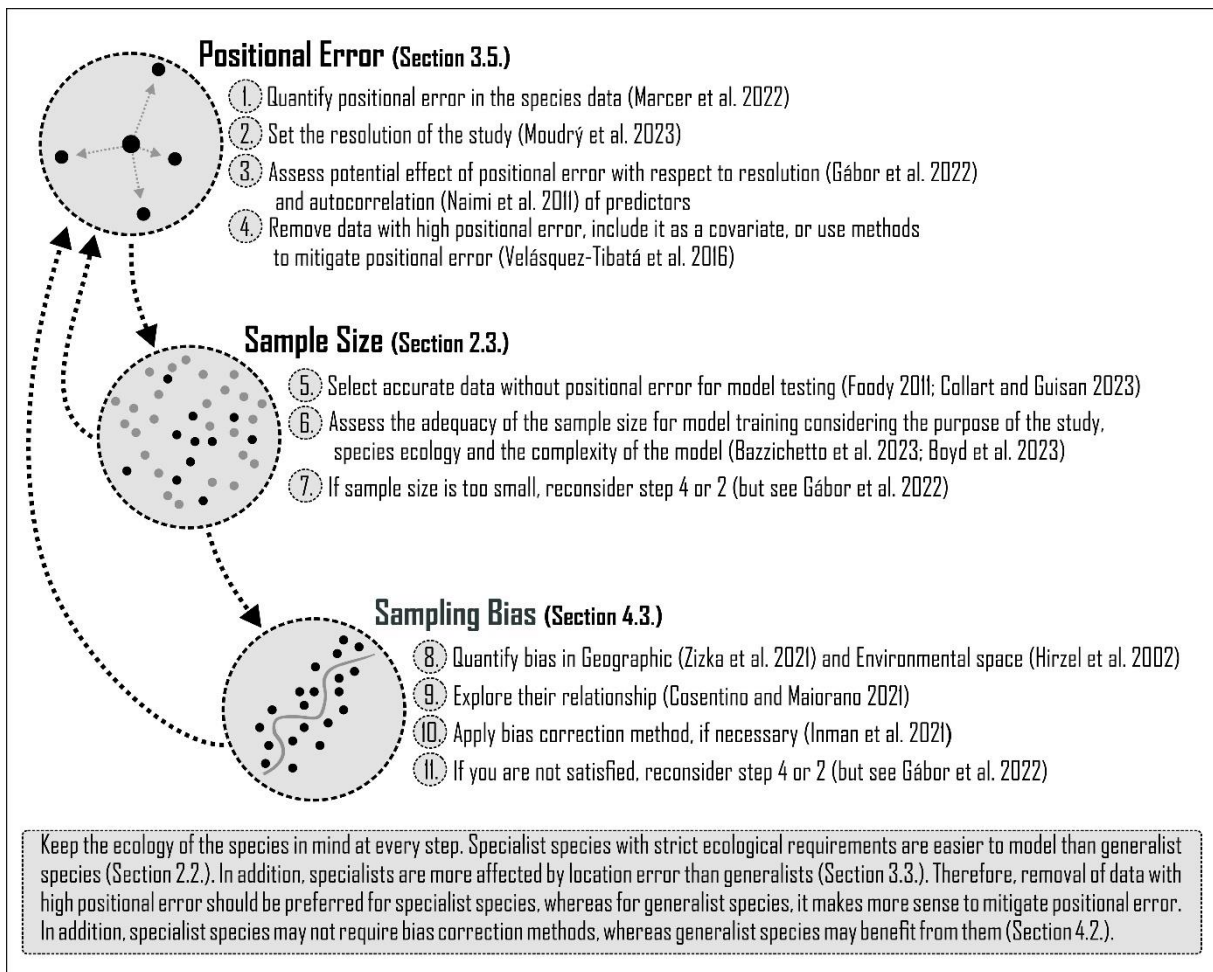 Positional Error (Section 3.5.)
1. Quantify positional error in the species data (Marcer et al. 2022)
2. Set the resolution of the study (Moudrý et al. 2023)
3. Assess potential effect of positional error with respect to resolution (Gábor et al. 2022)
and autocorrelation (Naimi et al. 2011) of predictors
4. Remove data with high positional error, include it as a covariate, or use methods
to mitigate positional error (Velásquez-Tibatá et al. 2016)
Sample Size (Section 2.3.)
5. Select accurate data without positional error for model testing (Foody 2011; Collart and Guisan 2023)
6. Assess the adequacy of the sample size for model training considering the purpose of the study,
species ecology and the complexity of the model (Bazzichetto et al. 2023; Boyd et al. 2023)
7. If sample size is too small, reconsider step 4 or 2 (but see Gábor et al. 2022)
Sampling Bias (Section 4.3.)
8. Quantify bias in Geographic (Zizka et al. 2021) and Environmental space (Hirzel et al. 2002)
9. Explore their relationship (Cosentino and Maiorano 2021)
10. Apply bias correction method, if necessary (Inman et al. 2021)
11. If you are not satisfied, reconsider step 4 or 2 (but see Gábor et al. 2022)
Keep the ecology of the species in mind at every step. Specialist species with strict ecological requirements are easier to model than generalist
species (Section 2.2.). In addition, specialists are more affected by location error than generalists (Section 3.3.). Therefore, removal of data with
high positional error should be preferred for specialist species, whereas for generalist species, it makes more sense to mitigate positional error.
In addition, specialist species may not require bias correction methods, whereas generalist species may benefit from them (Section 4.2.).